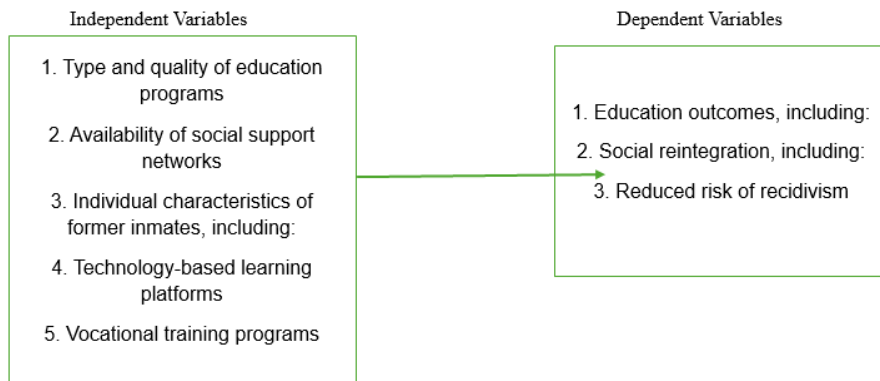 Independent Variables
1. Type and quality of education
programs
2. Availability of social support
networks
3. Individual characteristics of
former inmates, including:
4. Technology-based learning
platforms
5. Vocational training programs
Dependent Variables
1. Education outcomes, including:
2. Social reintegration, including:
3. Reduced risk of recidivism